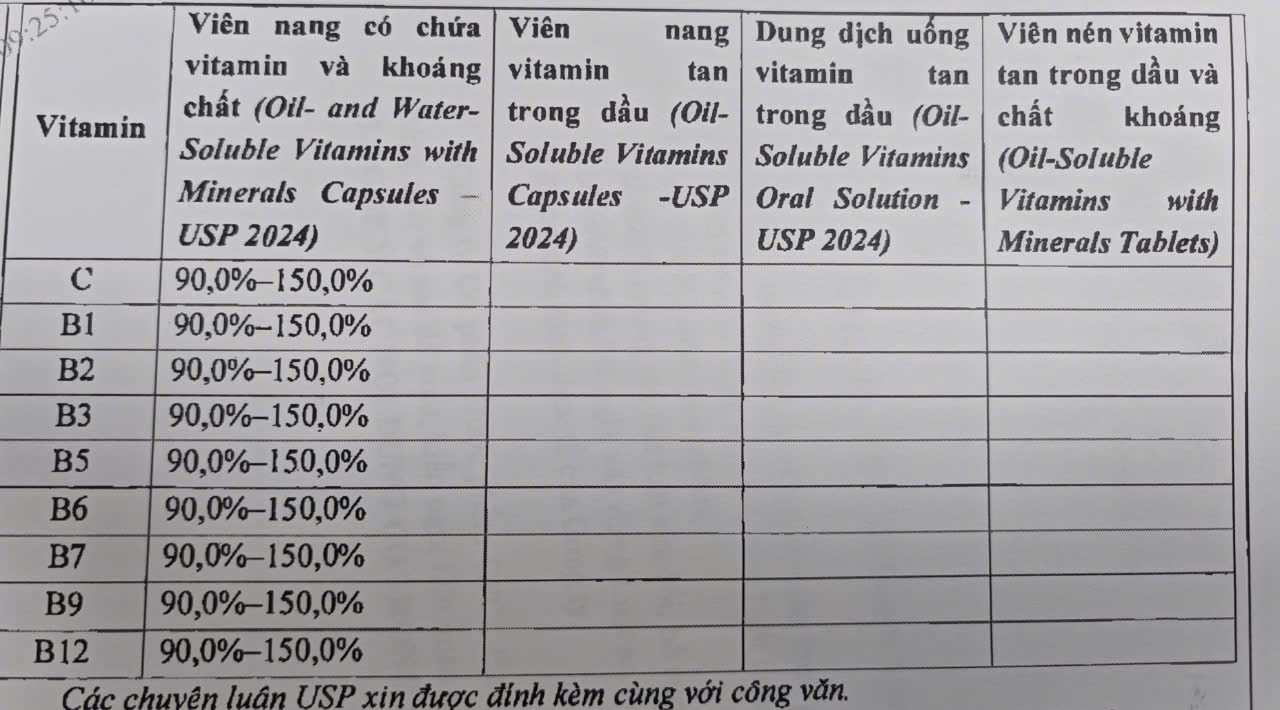 09:25:1
Vitamin
Viên nang có chứa
vitamin và khoáng
chất (Oil- and Water-
Soluble Vitamins with
Minerals Capsules –
USP 2024)
Viên nang
vitamin tan
trong dầu (Oil-
Soluble Vitamins
Capsules -USP
2024)
Dung dịch uống
vitamin tan
trong dầu (Oil-
Soluble Vitamins
Oral Solution -
USP 2024)
Viên nén vitamin
tan trong dầu và
chất khoáng
(Oil-Soluble
Vitamins with
Minerals Tablets)
C 90,0%–150,0%
B1 90,0%–150,0%
B2 90,0%–150,0%
B3 90,0%–150,0%
B5 90,0%–150,0%
B6 90,0%–150,0%
B7 90,0%–150,0%
B9 90,0%–150,0%
B12 90,0%–150,0%
Các chuyên luận USP xin được đính kèm cùng với công văn.